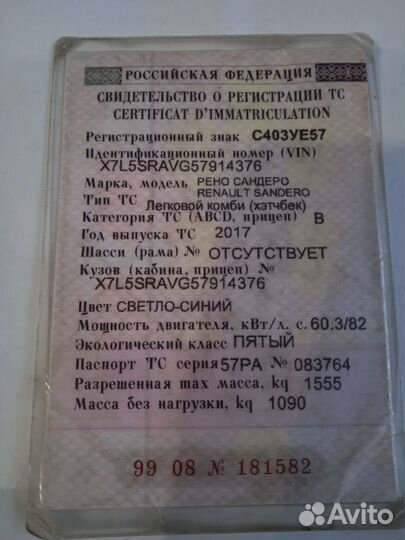 РОССИЙСКАЯ ФЕДЕРАЦИЯ
СВИДЕТЕЛЬСТВО О РЕГИСТРАЦИИ ТС
CERTIFICAT D'IMMATRICULATION
Регистрационный знак С403УЕ57
Идентификационный номер (VIN)
X7L5SRAVG57914376
Марка, модель РЕНО САНДЕРО
RENAULT SANDERO
Тип ТС Легковой комби (хэтчбек)
Категория ТС (ABCD, прицеп) B
Год выпуска ТС 2017
Шасси (рама) № ОТСУТСТВУЕТ
Кузов (кабина, прицеп) №
X7L5SRAVG57914376
Цвет СВЕТЛО-СИНИЙ
Мощность двигателя, кВт/л. с. 60.3/82
Экологический класс ПЯТЫЙ
Паспорт ТС серия 57РА № 083764
Разрешенная max масса, kg 1555
Масса без нагрузки, kg 1090
99 08 № 181582
Avito